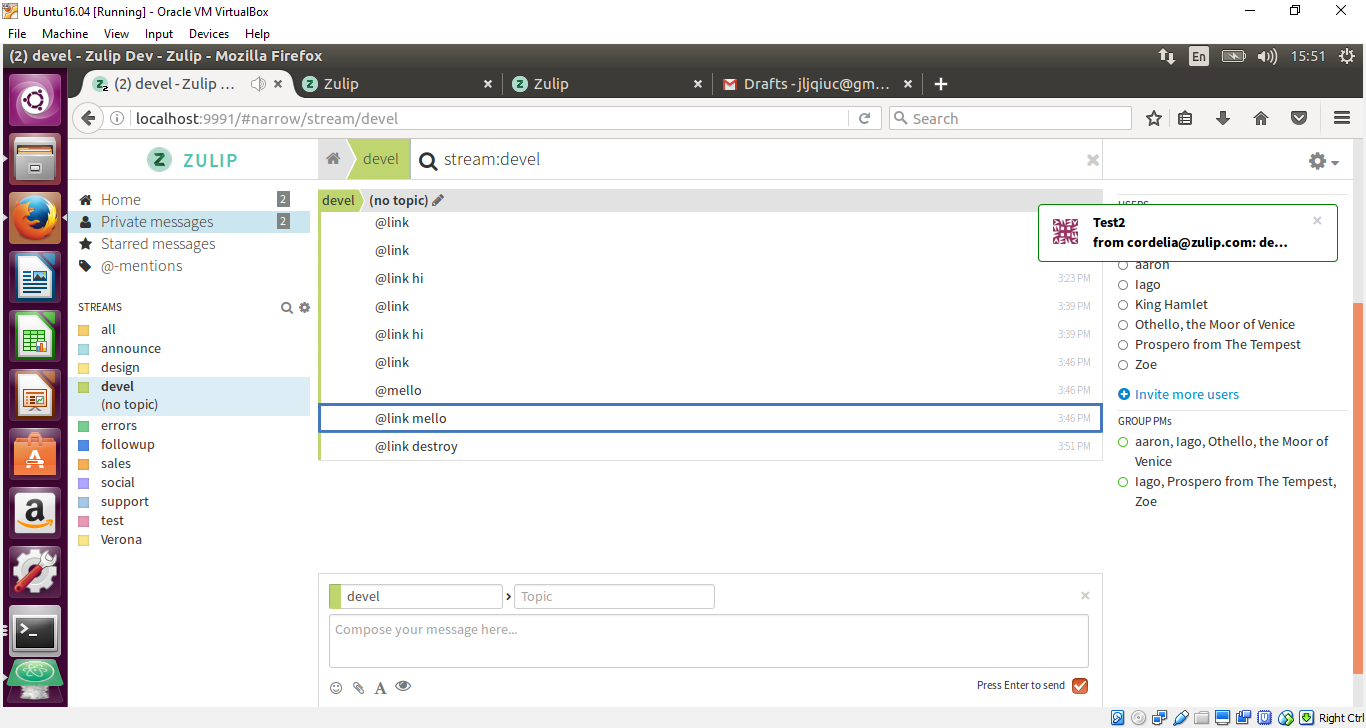 Ubuntu16.04 [Running] - Oracle VM VirtualBox
File Machine View Input Devices Help
(2) devel - Zulip Dev - Zulip - Mozilla Firefox
En
15:51
(2) devel - Zulip ...
Zulip
Zulip
Drafts - jljqiuc@gm...
localhost:9991/#narrow/stream/devel
Search
Z ZULIP
devel
stream:devel
Home 2
Private messages 2
Starred messages
@-mentions
STREAMS
all
announce
design
devel
(no topic)
errors
followup
sales
social
support
test
Verona
devel (no topic)
@link
@link
@link hi 3:23 PM
@link 3:39 PM
@link hi 3:39 PM
@link 3:46 PM
@mello 3:46 PM
@link mello 3:46 PM
@link destroy 3:51 PM
devel
Topic
Compose your message here...
Press Enter to send
Test2
from cordelia@zulip.com: de...
aaron
Iago
King Hamlet
Othello, the Moor of Venice
Prospero from The Tempest
Zoe
Invite more users
GROUP PMs
aaron, Iago, Othello, the Moor of
Venice
Iago, Prospero from The Tempest,
Zoe
Right Ctrl